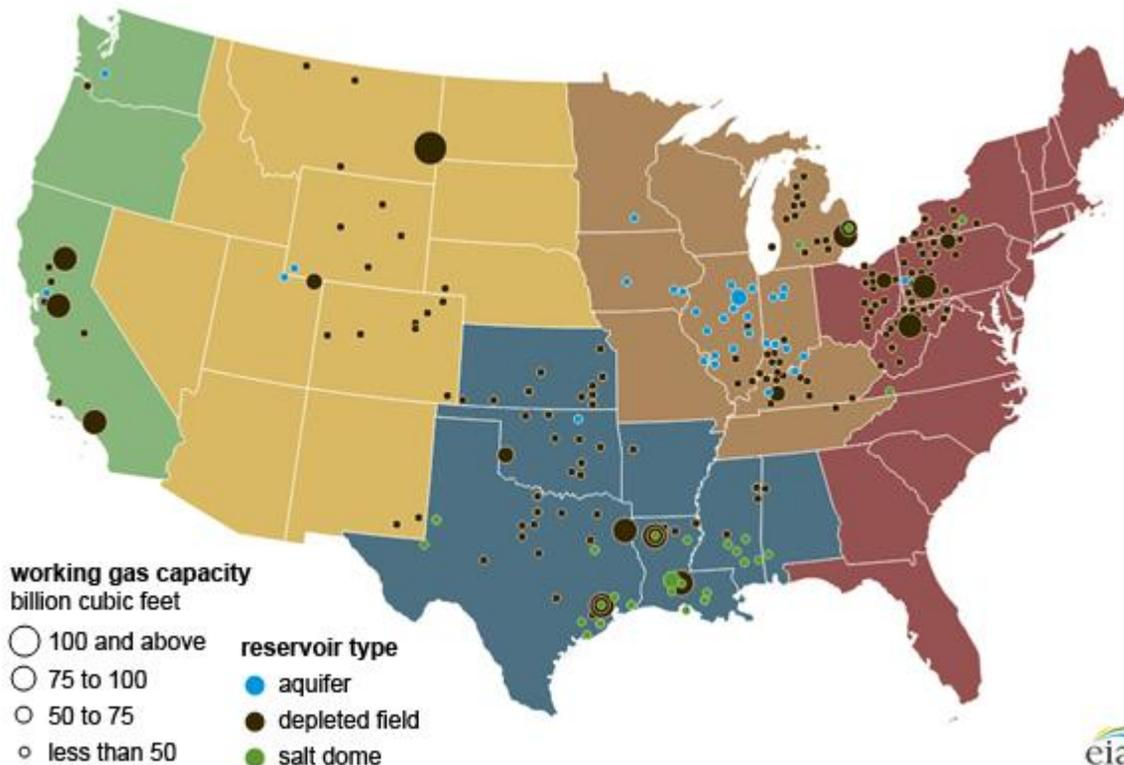 working gas capacity
billion cubic feet
100 and above
75 to 100
50 to 75
less than 50
reservoir type
aquifer
depleted field
salt dome
eia